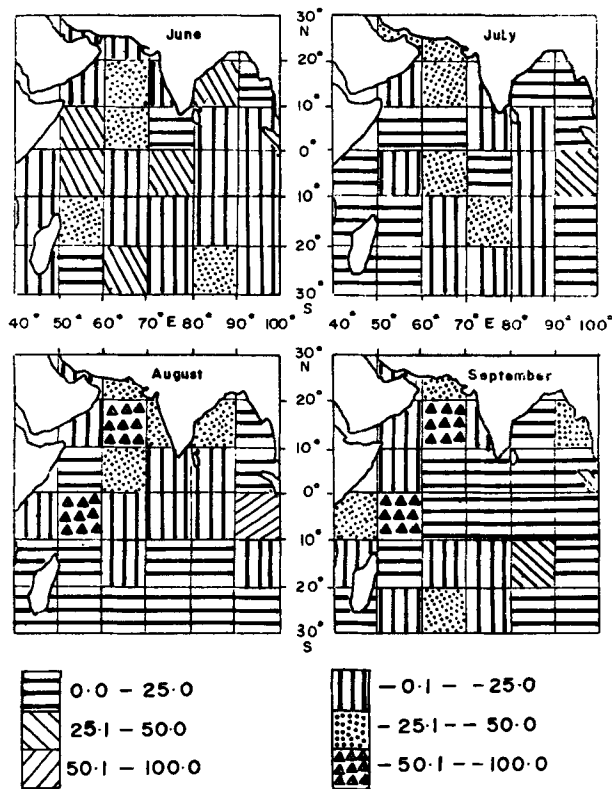 30°
June
N
20°
10°
0°
10°
20°
30°
S
July
40° 50° 60° 70° E 80° 90° 100°
40° 50° 60° 70° E 80° 90° 100°
30°
August
N
20°
10°
0°
10°
20°
30°
S
September
0·0 – 25·0
25·1 – 50·0
50·1 – 100·0
– 0·1 – – 25·0
– 25·1 – – 50·0
– 50·1 – – 100·0